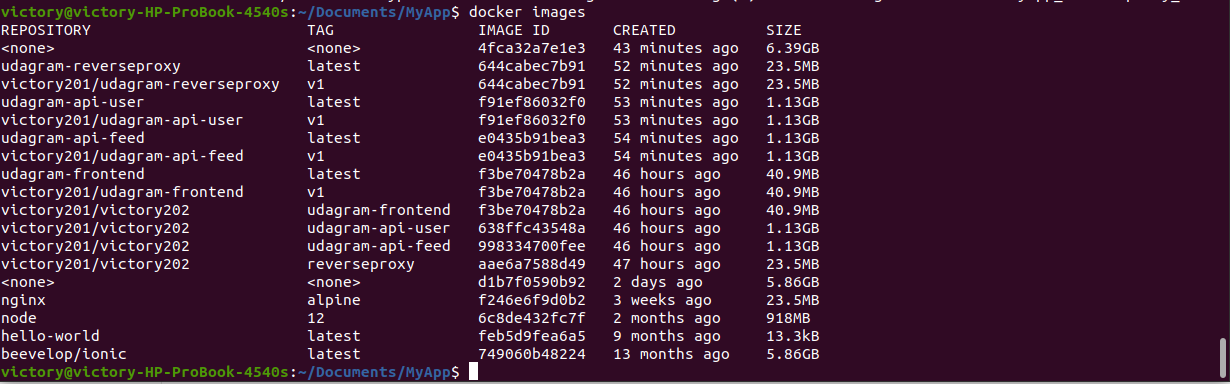 victory@victory-HP-ProBook-4540s:~/Documents/MyApp$ docker images
REPOSITORY TAG IMAGE ID CREATED SIZE
<none> <none> 4fca32a7e1e3 43 minutes ago 6.39GB
udagram-reverseproxy latest 644cabec7b91 52 minutes ago 23.5MB
victory201/udagram-reverseproxy v1 644cabec7b91 52 minutes ago 23.5MB
udagram-api-user latest f91ef86032f0 53 minutes ago 1.13GB
victory201/udagram-api-user v1 f91ef86032f0 53 minutes ago 1.13GB
udagram-api-feed latest e0435b91bea3 54 minutes ago 1.13GB
victory201/udagram-api-feed v1 e0435b91bea3 54 minutes ago 1.13GB
udagram-frontend latest f3be70478b2a 46 hours ago 40.9MB
victory201/udagram-frontend v1 f3be70478b2a 46 hours ago 40.9MB
victory201/victory202 udagram-frontend f3be70478b2a 46 hours ago 40.9MB
victory201/victory202 udagram-api-user 638ffc43548a 46 hours ago 1.13GB
victory201/victory202 udagram-api-feed 998334700fee 46 hours ago 1.13GB
victory201/victory202 reverseproxy aae6a7588d49 47 hours ago 23.5MB
<none> <none> d1b7f0590b92 2 days ago 5.86GB
nginx alpine f246e6f9d0b2 3 weeks ago 23.5MB
node 12 6c8de432fc7f 2 months ago 918MB
hello-world latest feb5d9fea6a5 9 months ago 13.3kB
beevelop/ionic latest 749060b48224 13 months ago 5.86GB
victory@victory-HP-ProBook-4540s:~/Documents/MyApp$